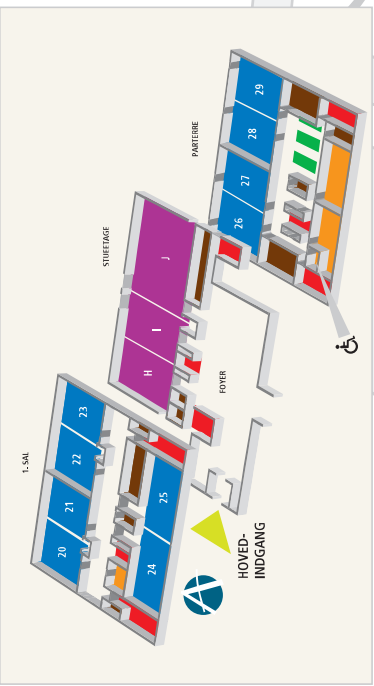 PARTERRE
29
28
27
26
STUEETAGE
J
I
H
FOYER
1. SAL
23
22
21
20
25
24
HOVED-
INDGANG